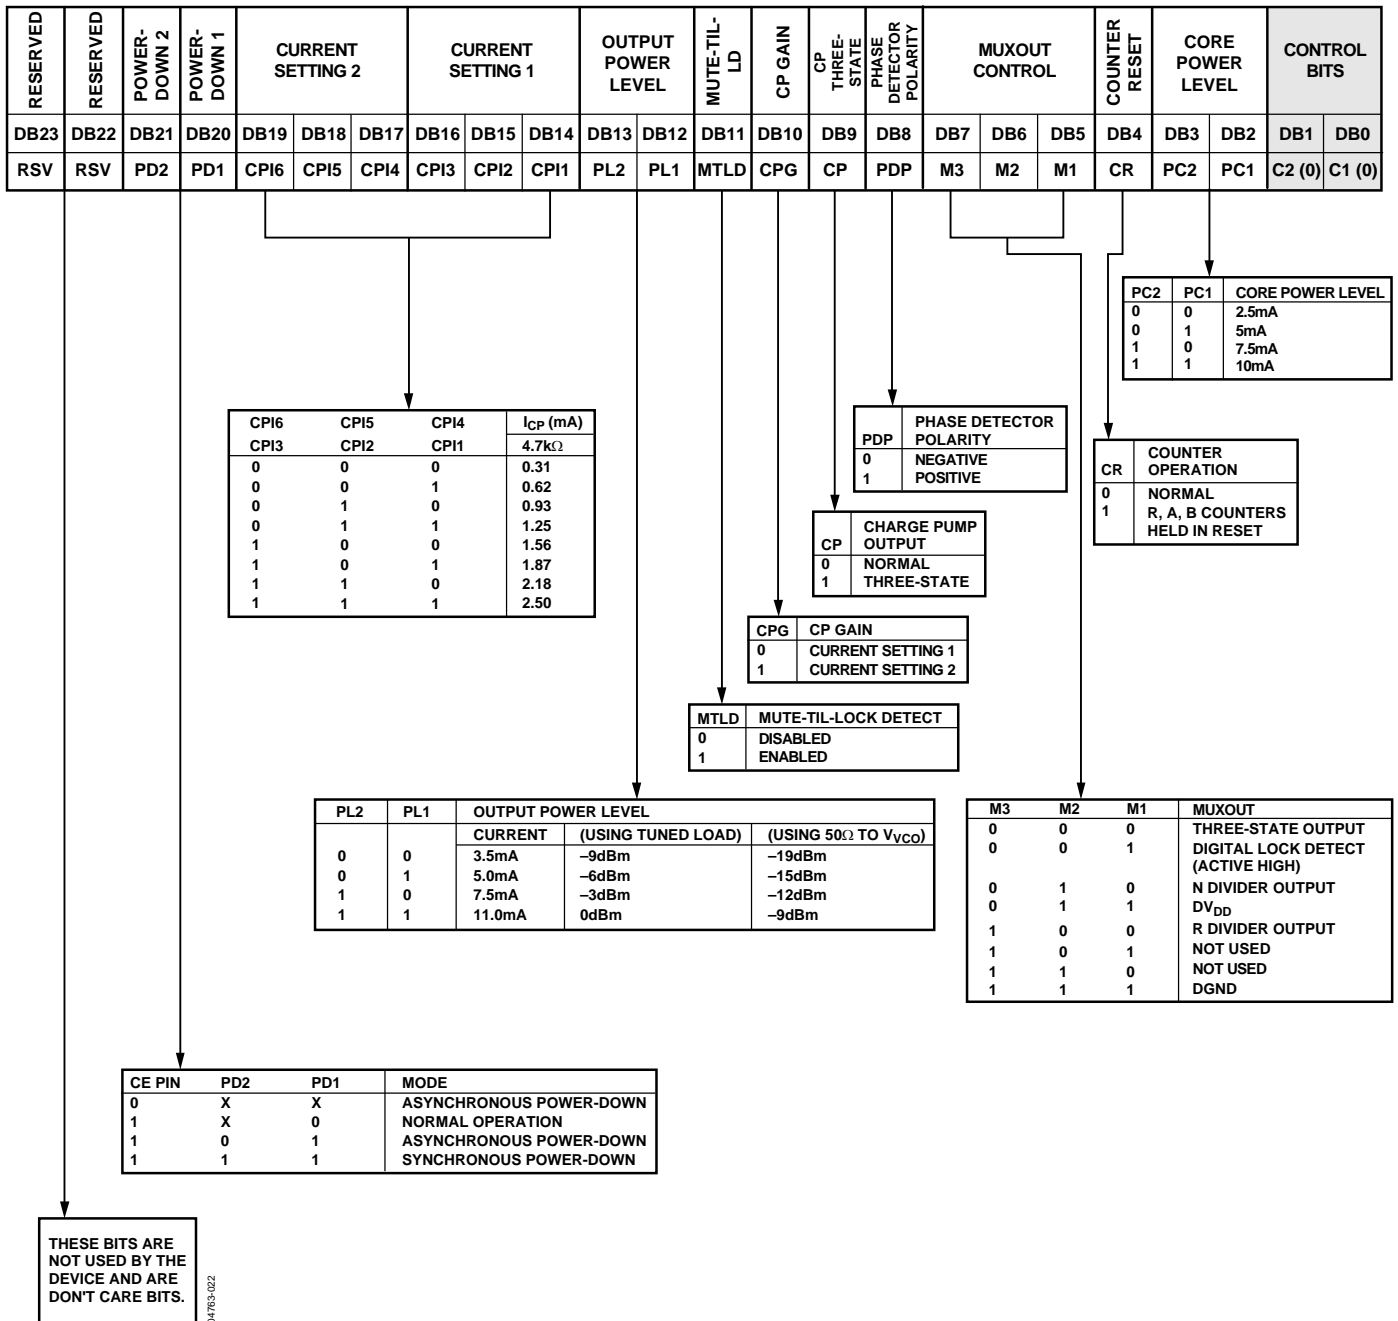 RESERVED RESERVED POWER-DOWN 2 POWER-DOWN 1 CURRENT SETTING 2 CURRENT SETTING 1 OUTPUT POWER LEVEL MUTE-TIL-LD CP GAIN CP THREE-STATE PHASE DETECTOR POLARITY MUXOUT CONTROL COUNTER RESET CORE POWER LEVEL CONTROL BITS
DB23 DB22 DB21 DB20 DB19 DB18 DB17 DB16 DB15 DB14 DB13 DB12 DB11 DB10 DB9 DB8 DB7 DB6 DB5 DB4 DB3 DB2 DB1 DB0
RSV RSV PD2 PD1 CPI6 CPI5 CPI4 CPI3 CPI2 CPI1 PL2 PL1 MTLD CPG CP PDP M3 M2 M1 CR PC2 PC1 C2 (0) C1 (0)
PC2 PC1 CORE POWER LEVEL
0 0 2.5mA
0 1 5mA
1 0 7.5mA
1 1 10mA
CPI6 CPI5 CPI4 ICP (mA)
CPI3 CPI2 CPI1 4.7kΩ
0 0 0 0.31
0 0 1 0.62
0 1 0 0.93
0 1 1 1.25
1 0 0 1.56
1 0 1 1.87
1 1 0 2.18
1 1 1 2.50
PDP PHASE DETECTOR POLARITY
0 NEGATIVE
1 POSITIVE
CR COUNTER OPERATION
0 NORMAL
1 R, A, B COUNTERS
HELD IN RESET
CP CHARGE PUMP OUTPUT
0 NORMAL
1 THREE-STATE
CPG CP GAIN
0 CURRENT SETTING 1
1 CURRENT SETTING 2
MTLD MUTE-TIL-LOCK DETECT
0 DISABLED
1 ENABLED
PL2 PL1 OUTPUT POWER LEVEL
CURRENT (USING TUNED LOAD) (USING 50Ω TO VVCO)
0 0 3.5mA –9dBm –19dBm
0 1 5.0mA –6dBm –15dBm
1 0 7.5mA –3dBm –12dBm
1 1 11.0mA 0dBm –9dBm
M3 M2 M1 MUXOUT
0 0 0 THREE-STATE OUTPUT
0 0 1 DIGITAL LOCK DETECT
(ACTIVE HIGH)
0 1 0 N DIVIDER OUTPUT
0 1 1 DVDD
1 0 0 R DIVIDER OUTPUT
1 0 1 NOT USED
1 1 0 NOT USED
1 1 1 DGND
CE PIN PD2 PD1 MODE
0 X X ASYNCHRONOUS POWER-DOWN
1 X 0 NORMAL OPERATION
1 0 1 ASYNCHRONOUS POWER-DOWN
1 1 1 SYNCHRONOUS POWER-DOWN
THESE BITS ARE
NOT USED BY THE
DEVICE AND ARE
DON'T CARE BITS.
04763-022